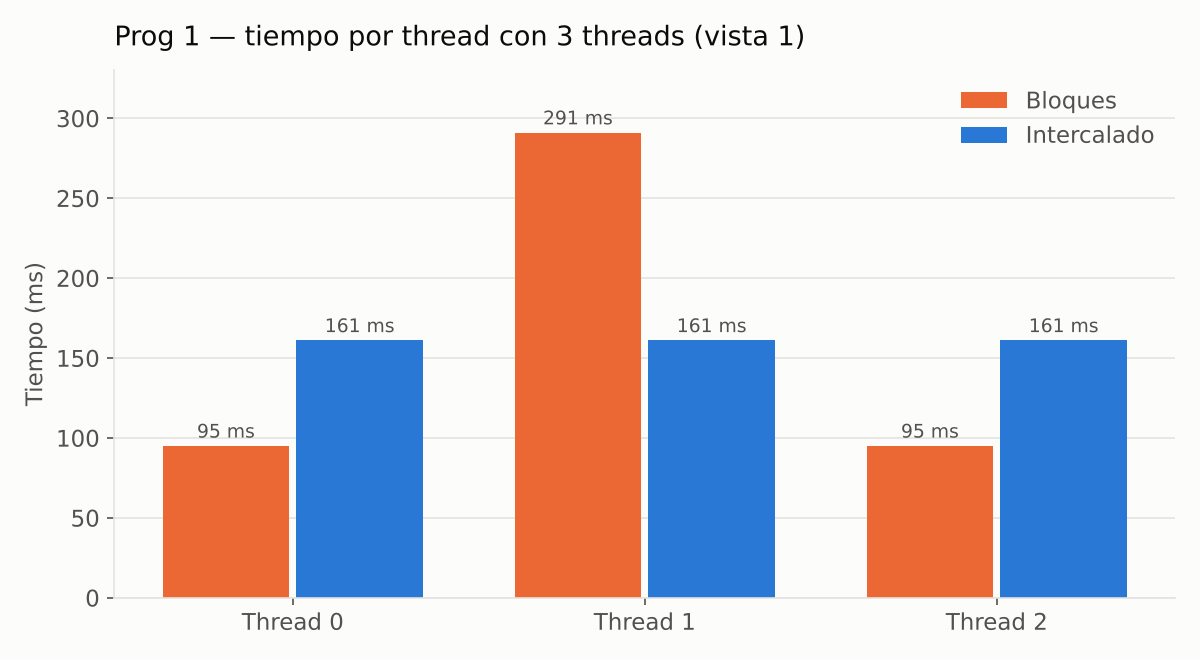 Prog 1 — tiempo por thread con 3 threads (vista 1)
Bloques
Intercalado
Tiempo (ms)
300
250
200
150
100
50
0
95 ms
161 ms
291 ms
161 ms
95 ms
161 ms
Thread 0
Thread 1
Thread 2